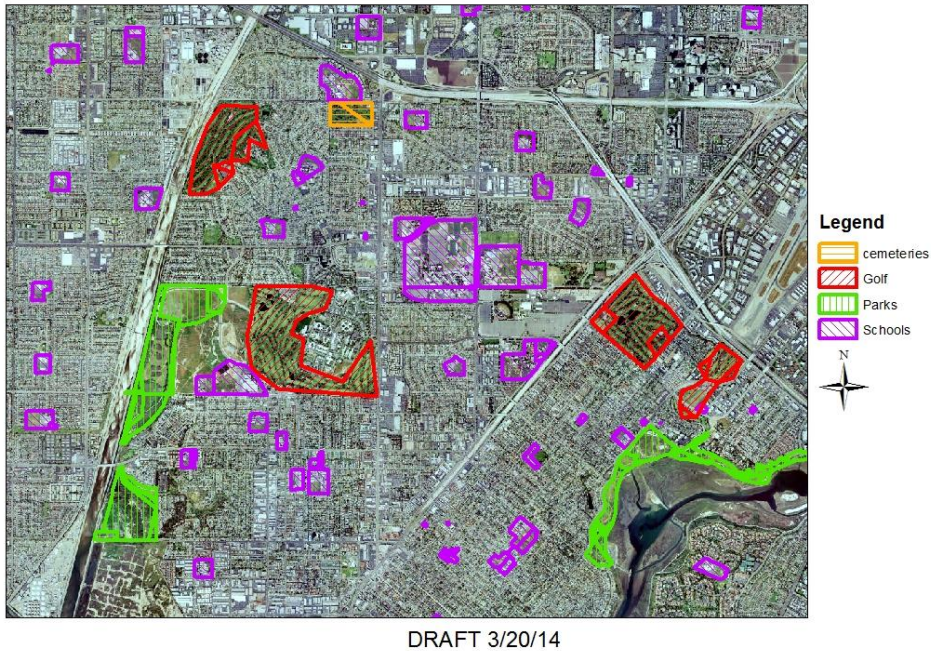 Legend
cemeteries
Golf
Parks
Schools
N
DRAFT 3/20/14